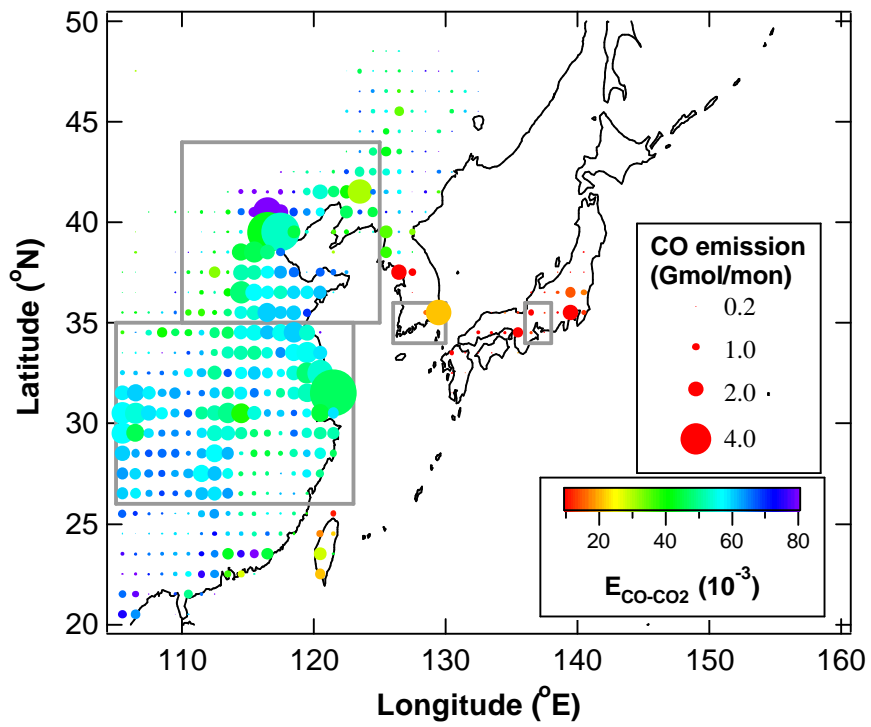 50
45
40
35
30
25
20
Latitude (°N)
CO emission
(Gmol/mon)
0.2
1.0
2.0
4.0
20 40 60 80
E_CO-CO2 (10^-3)
110 120 130 140 150 160
Longitude (°E)